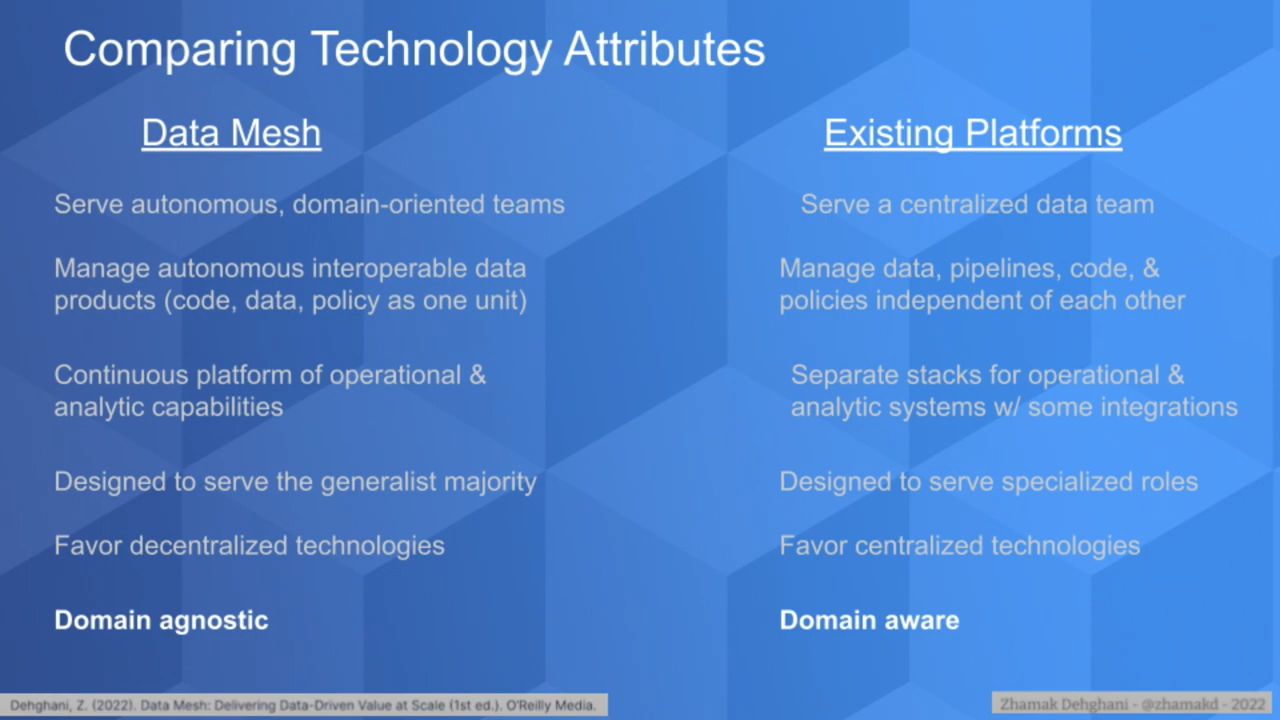 Comparing Technology Attributes
Data Mesh
Existing Platforms
Serve autonomous, domain-oriented teams
Serve a centralized data team
Manage autonomous interoperable data
products (code, data, policy as one unit)
Manage data, pipelines, code, &
policies independent of each other
Continuous platform of operational &
analytic capabilities
Separate stacks for operational &
analytic systems w/ some integrations
Designed to serve the generalist majority
Designed to serve specialized roles
Favor decentralized technologies
Favor centralized technologies
Domain agnostic
Domain aware
Dehghani, Z. (2022). Data Mesh: Delivering Data-Driven Value at Scale (1st ed.). O'Reilly Media.
Zhamak Dehghani - @zhamakd - 2022